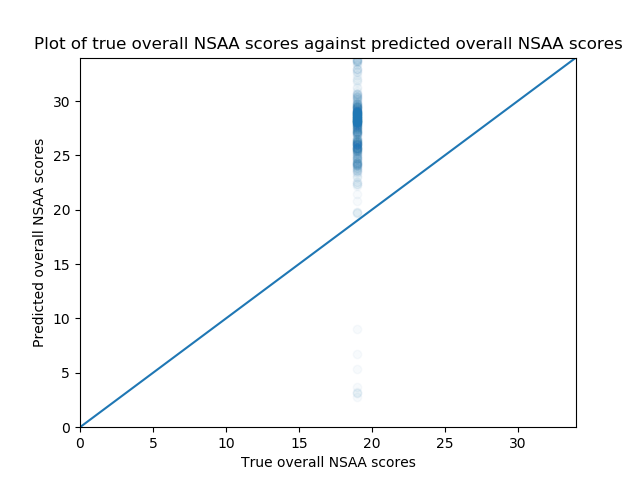 Plot of true overall NSAA scores against predicted overall NSAA scores
Predicted overall NSAA scores
30
25
20
15
10
5
0
0 5 10 15 20 25 30
True overall NSAA scores